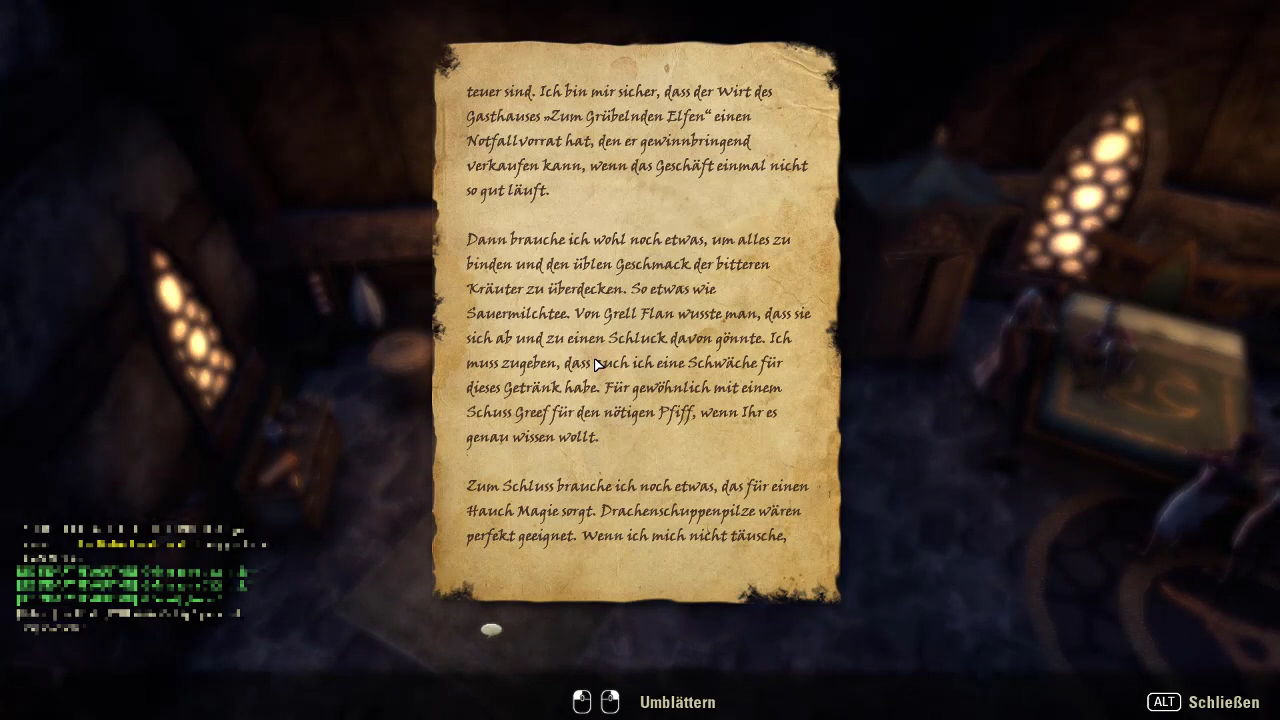 teuer sind. Ich bin mir sicher, dass der Wirt des
Gasthauses »Zum Grübelnden Elfen“ einen
Notfallvorrat hat, den er gewinnbringend
verkaufen kann, wenn das Geschäft einmal nicht
so gut läuft.
Dann brauche ich wohl noch etwas, um alles zu
binden und den üblen Geschmack der bitteren
Kräuter zu überdecken. So etwas wie
Sauermilchtee. Von Grell Flan wusste man, dass sie
sich ab und zu einen Schluck davon gönnte. Ich
muss zugeben, dass auch ich eine Schwäche für
dieses Getränk habe. Für gewöhnlich mit einem
Schuss Greef für den nötigen Pfiff, wenn Ihr es
genau wissen wollt.
Zum Schluss brauche ich noch etwas, das für einen
Hauch Magie sorgt. Drachenschuppenpilze wären
perfekt geeignet. Wenn ich mich nicht täusche,
Umblättern
ALT Schließen